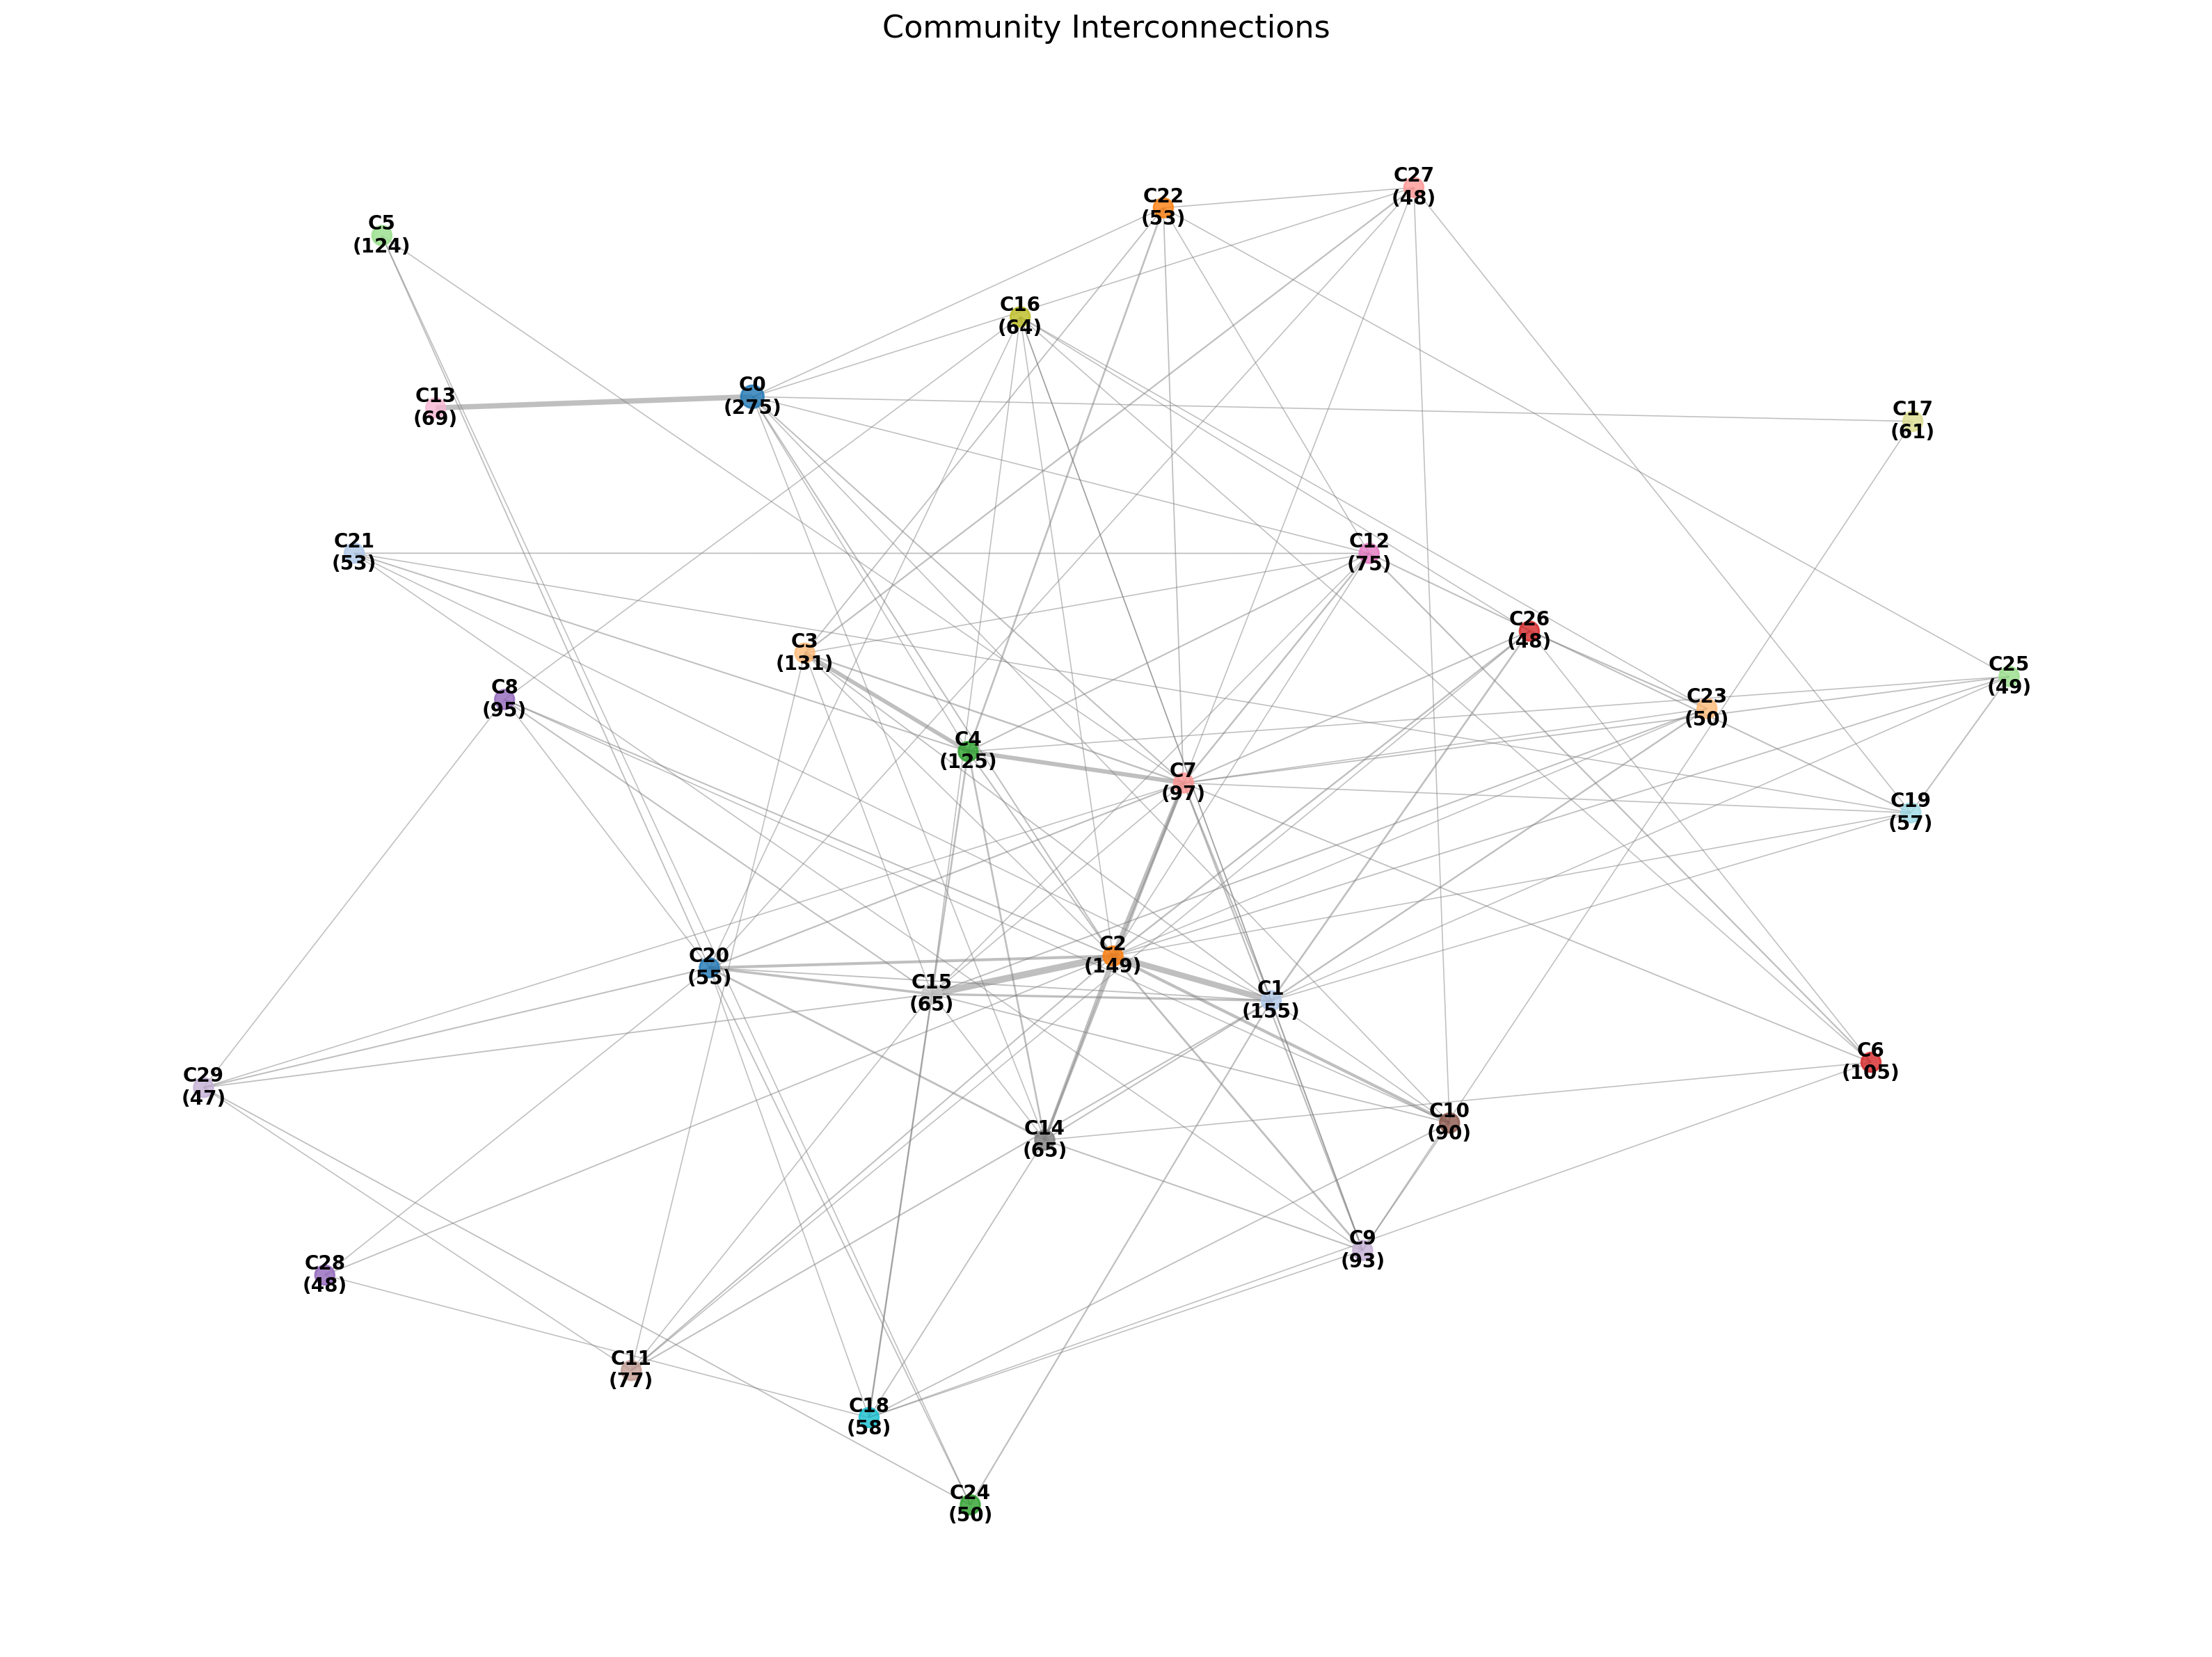 Community Interconnections
C27
(48)
C22
(53)
C5
(124)
C16
(64)
C0
(275)
C13
(69)
C17
(61)
C21
(53)
C12
(75)
C26
(48)
C3
(131)
C25
(49)
C8
(95)
C23
(50)
C4
(125)
C7
(97)
C19
(57)
C2
(149)
C20
(55)
C15
(65)
C1
(155)
C6
(105)
C29
(47)
C10
(90)
C14
(65)
C9
(93)
C28
(48)
C11
(77)
C18
(58)
C24
(50)